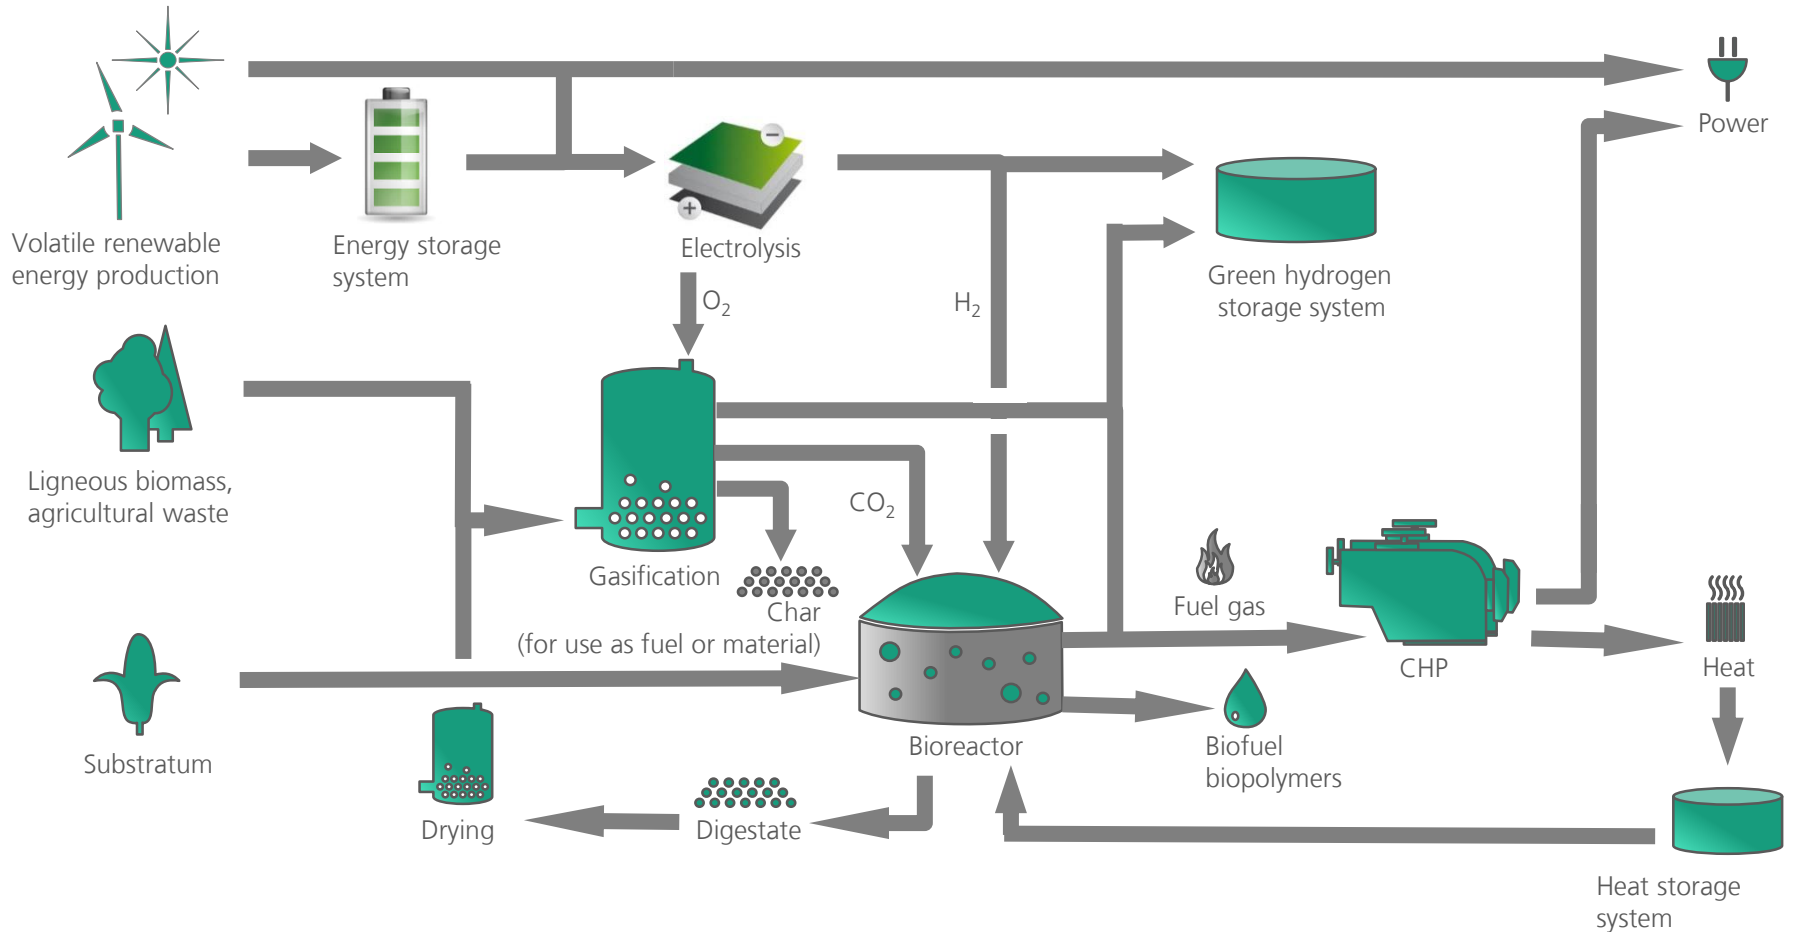 Power
−
+
Volatile renewable
energy production
Energy storage
system
Electrolysis
Green hydrogen
storage system
O₂
H₂
Ligneous biomass,
agricultural waste
CO₂
Gasification
Char
(for use as fuel or material)
Fuel gas
CHP
Heat
Substratum
Bioreactor
Biofuel
biopolymers
Drying
Digestate
Heat storage
system